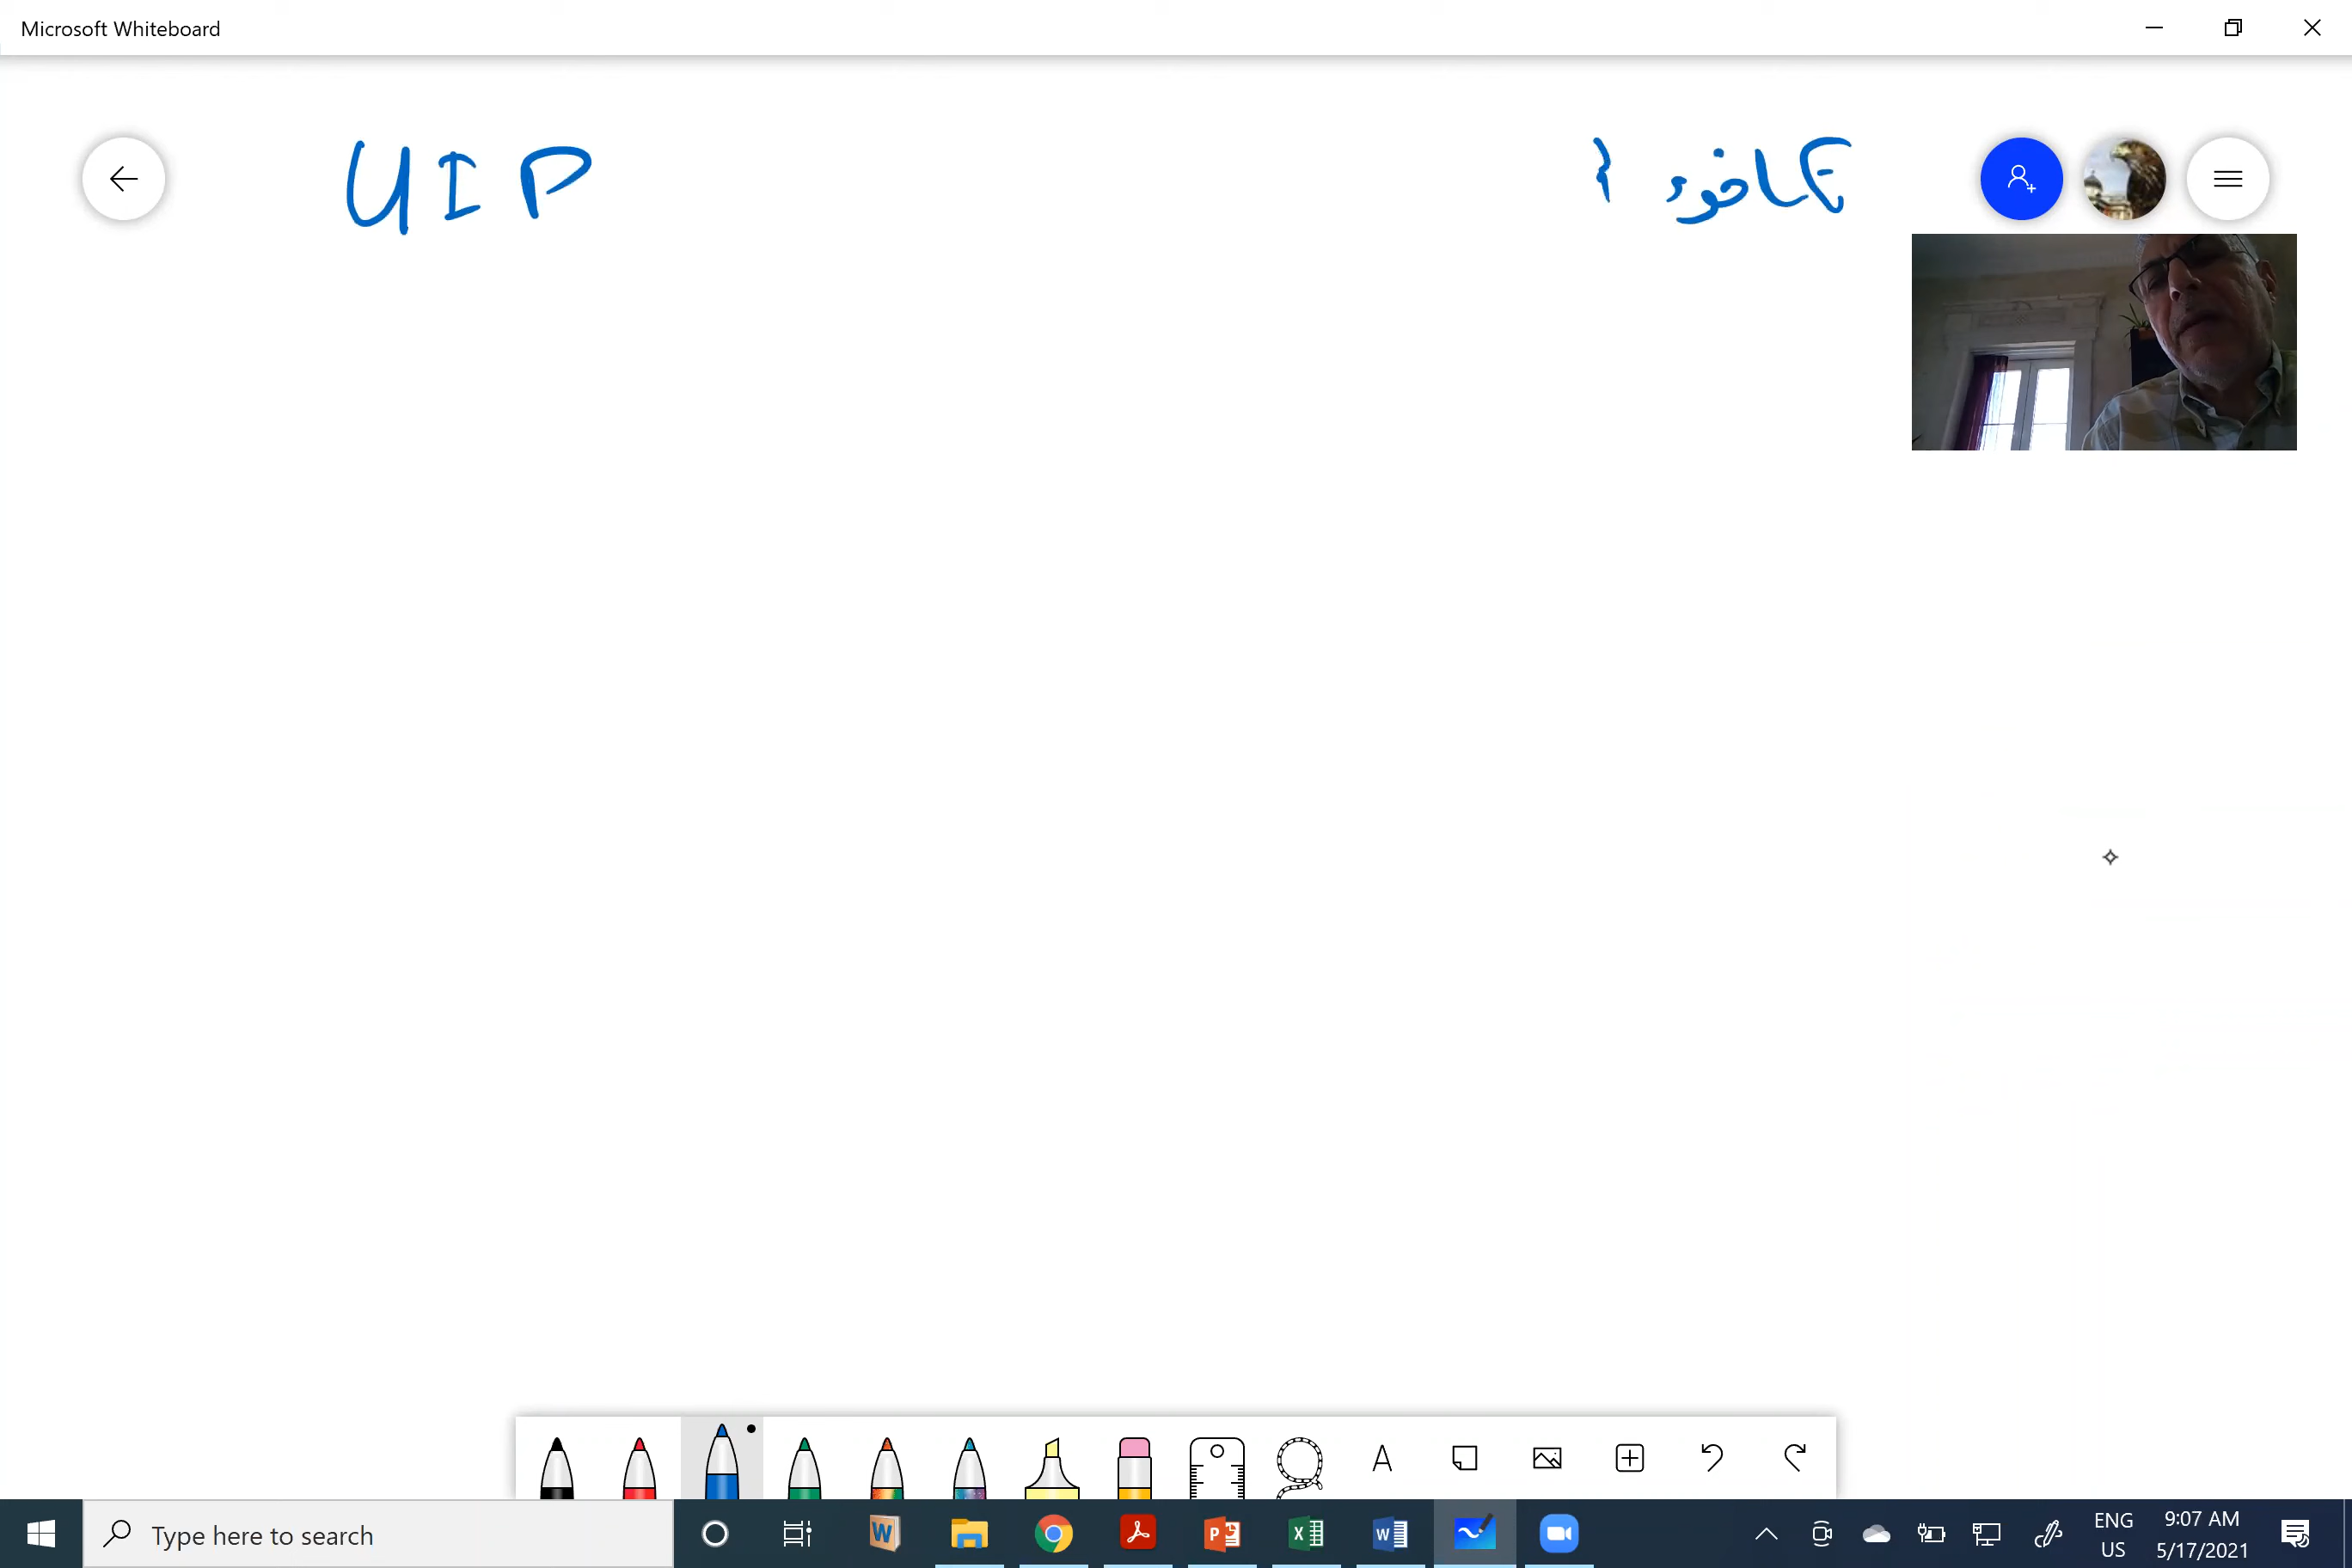 Microsoft Whiteboard
UIP
Type here to search
ENG
US
9:07 AM
5/17/2021